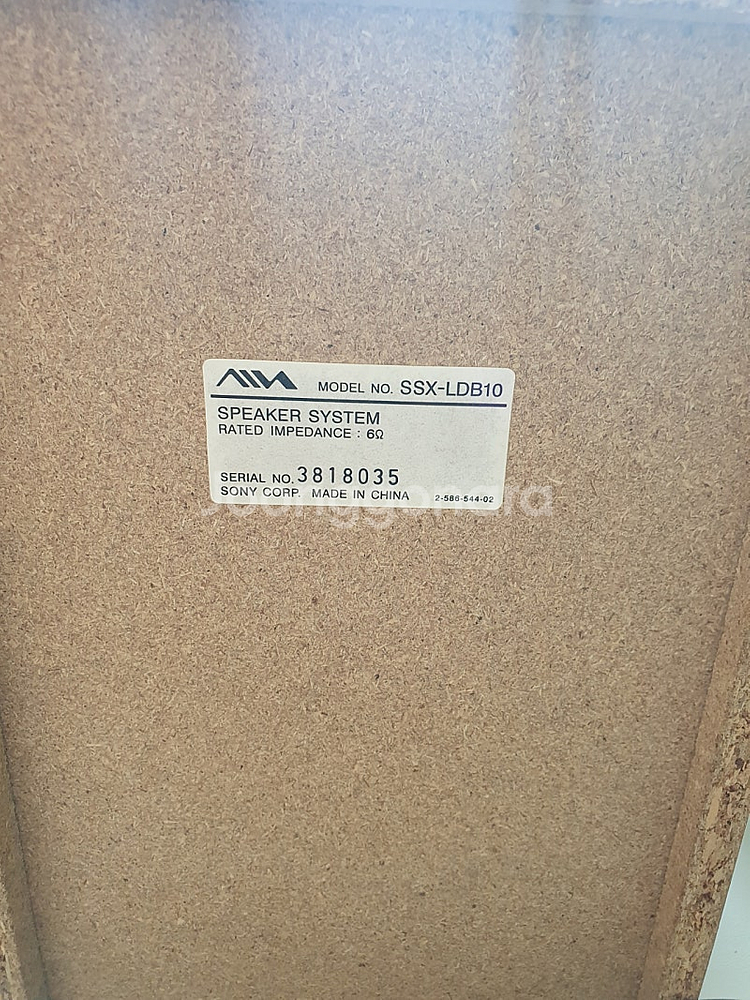 AIWA MODEL NO. SSX-LDB10
SPEAKER SYSTEM
RATED IMPEDANCE : 6Ω
SERIAL NO. 3818035
SONY CORP. MADE IN CHINA 2-586-544-02
Joonggonara